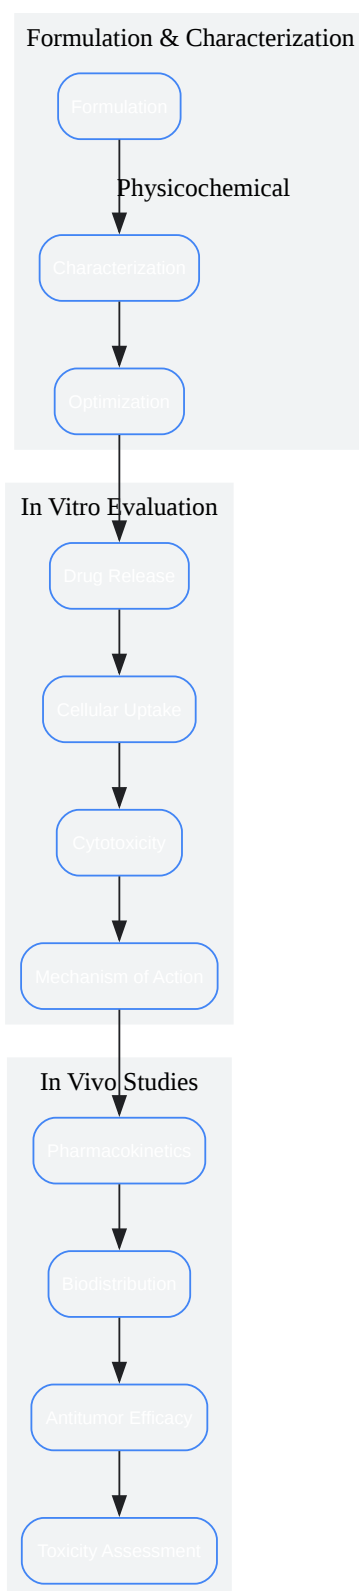 Formulation & Characterization
Formulation
Physicochemical
Characterization
Optimization
In Vitro Evaluation
Drug Release
Cellular Uptake
Cytotoxicity
Mechanism of Action
In Vivo Studies
Pharmacokinetics
Biodistribution
Antitumor Efficacy
Toxicity Assessment